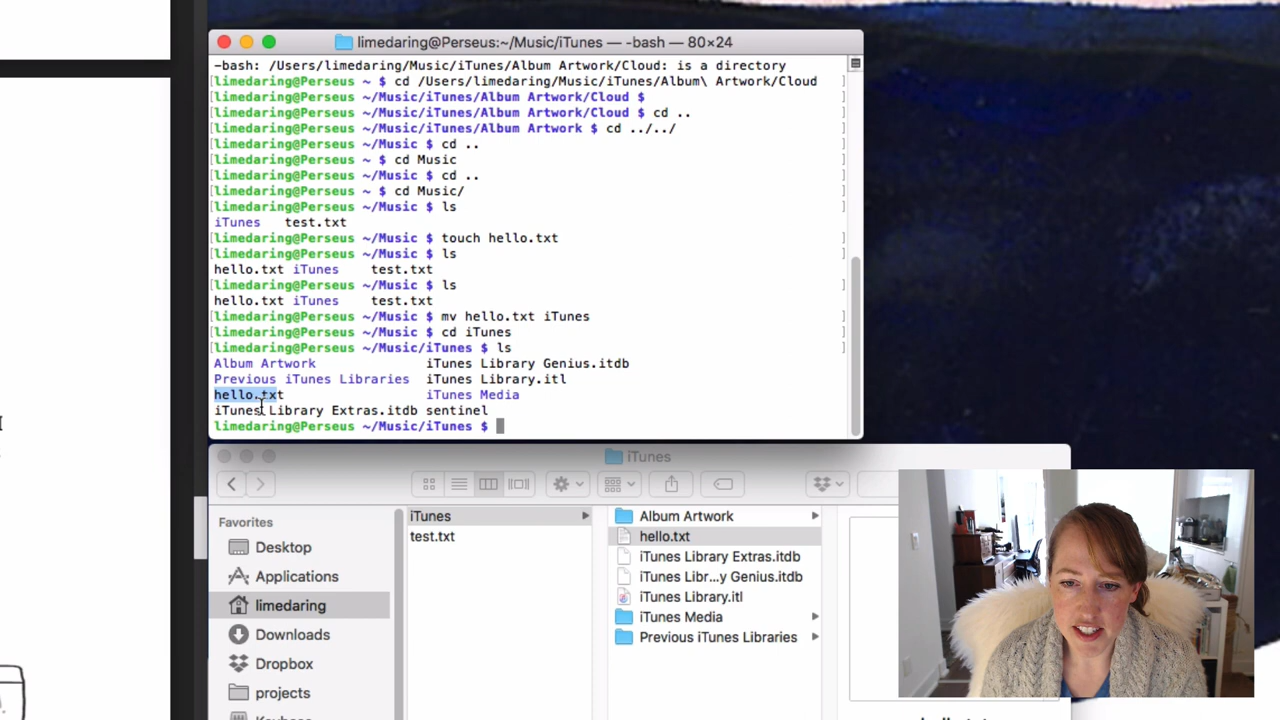 limedaring@Perseus:~/Music/iTunes — -bash — 80×24
-bash: /Users/limedaring/Music/iTunes/Album Artwork/Cloud: is a directory
[limedaring@Perseus ~ $ cd /Users/limedaring/Music/iTunes/Album\ Artwork/Cloud ]
[limedaring@Perseus ~/Music/iTunes/Album Artwork/Cloud $ ]
[limedaring@Perseus ~/Music/iTunes/Album Artwork/Cloud $ cd .. ]
[limedaring@Perseus ~/Music/iTunes/Album Artwork $ cd ../../ ]
[limedaring@Perseus ~/Music $ cd .. ]
[limedaring@Perseus ~ $ cd Music ]
[limedaring@Perseus ~/Music $ cd .. ]
[limedaring@Perseus ~ $ cd Music/ ]
[limedaring@Perseus ~/Music $ ls ]
iTunes test.txt
[limedaring@Perseus ~/Music $ touch hello.txt ]
[limedaring@Perseus ~/Music $ ls ]
hello.txt iTunes test.txt
[limedaring@Perseus ~/Music $ ls ]
hello.txt iTunes test.txt
[limedaring@Perseus ~/Music $ mv hello.txt iTunes ]
[limedaring@Perseus ~/Music $ cd iTunes ]
[limedaring@Perseus ~/Music/iTunes $ ls ]
Album Artwork iTunes Library Genius.itdb
Previous iTunes Libraries iTunes Library.itl
hello.txt iTunes Media
iTunes Library Extras.itdb sentinel
limedaring@Perseus ~/Music/iTunes $
iTunes
Favorites
Desktop
Applications
limedaring
Downloads
Dropbox
projects
iTunes
test.txt
Album Artwork
hello.txt
iTunes Library Extras.itdb
iTunes Libr...y Genius.itdb
iTunes Library.itl
iTunes Media
Previous iTunes Libraries